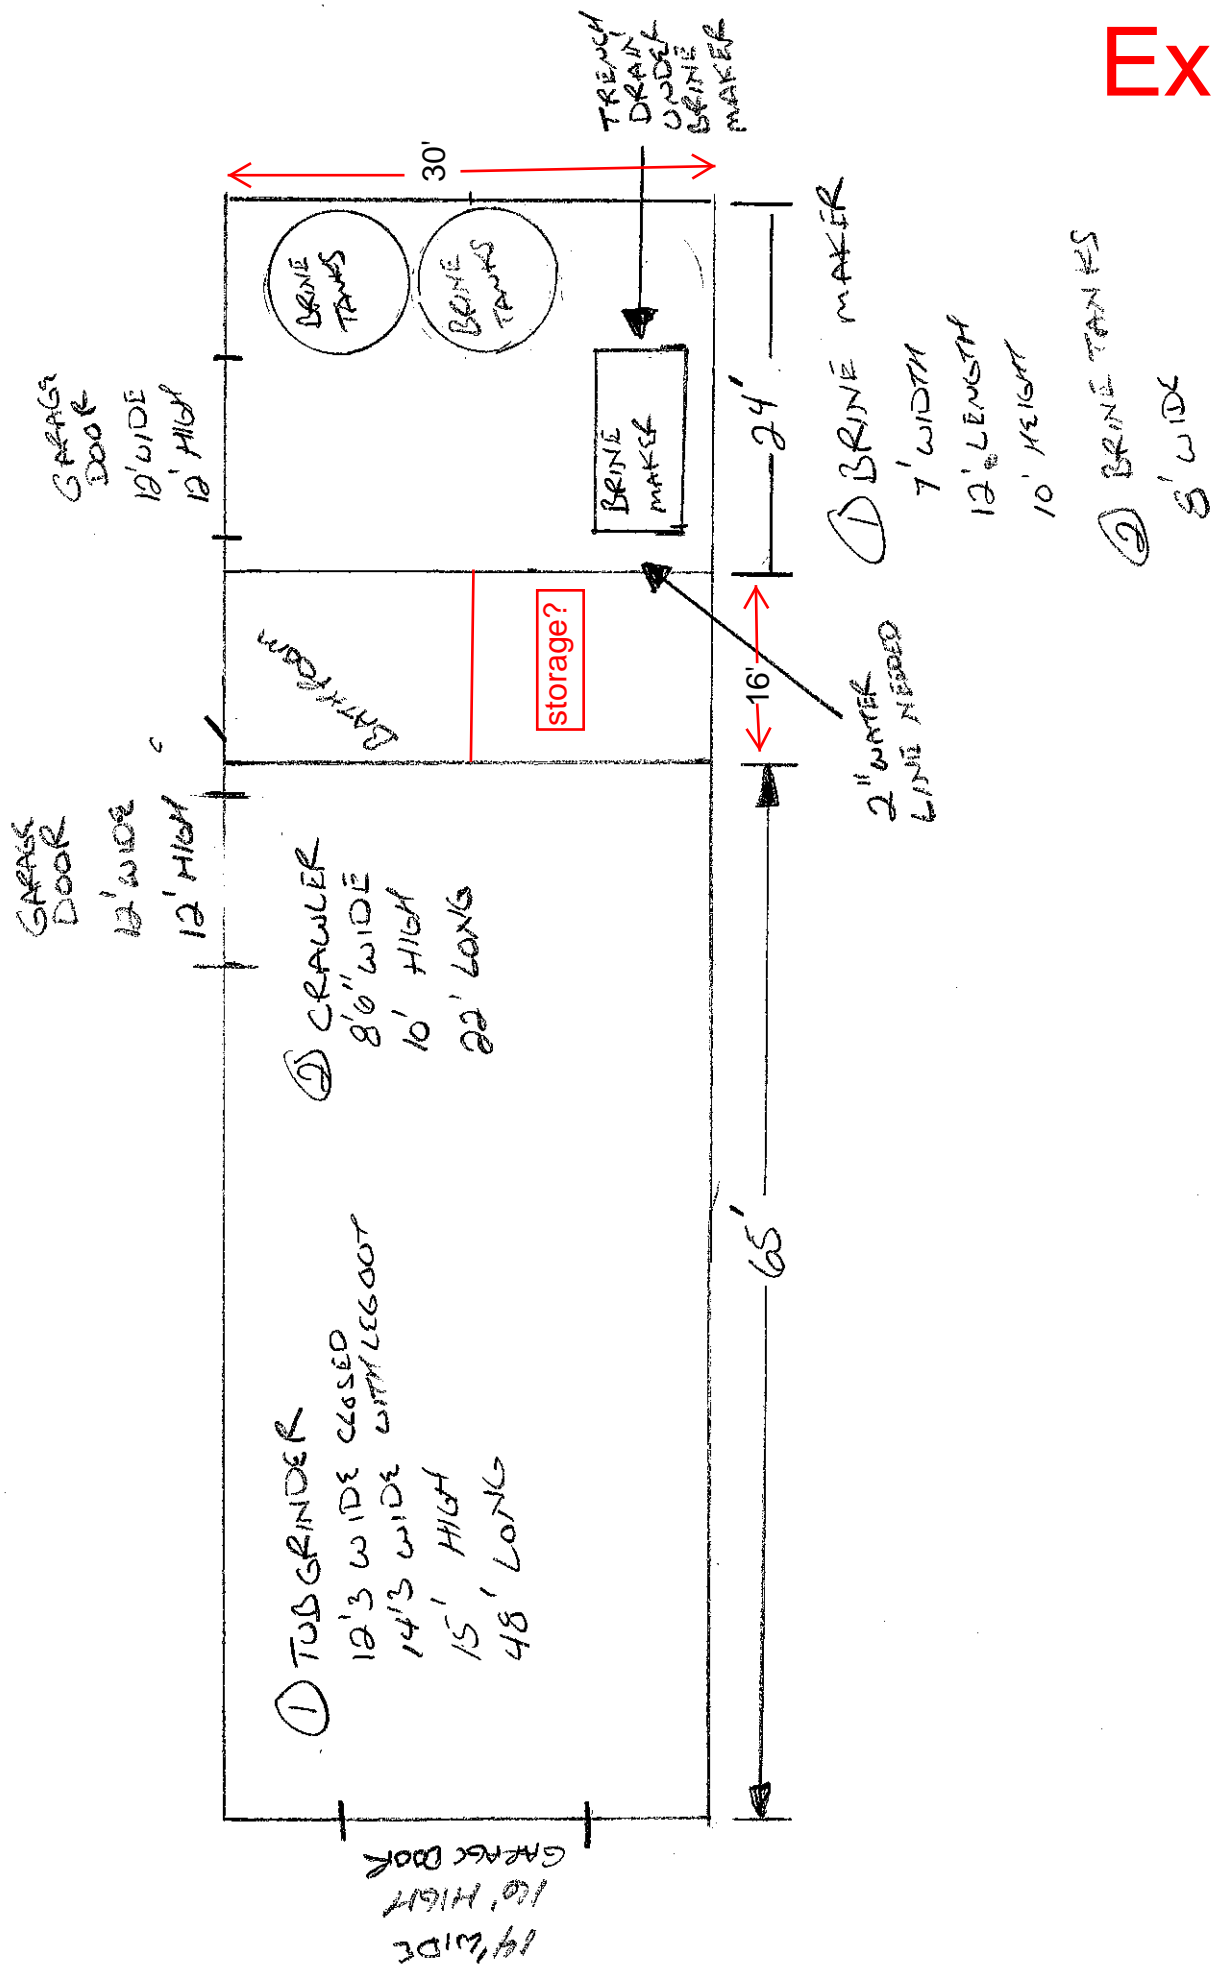 Ex
TRENCH
DRAIN
UNDER
BRINE
MAKER
30'
BRINE
TANKS
BRINE
TANKS
GARAGE
DOOR
12' WIDE
12' HIGH
BRINE
MAKER
24'
① BRINE MAKER
7' WIDTH
12' LENGTH
10' HEIGHT
② BRINE TANKS
8' WIDE
BATHROOM
storage?
16'
2" WATER
LINE NEEDED
GARAGE
DOOR
12' WIDE
12' HIGH
② CRAWLER
8'6" WIDE
10' HIGH
22' LONG
65'
① TUB GRINDER
12'3 WIDE CLOSED
14'3 WIDE WITH LEG OUT
15' HIGH
48' LONG
GARAGE DOOR
16' HIGH
14' WIDE